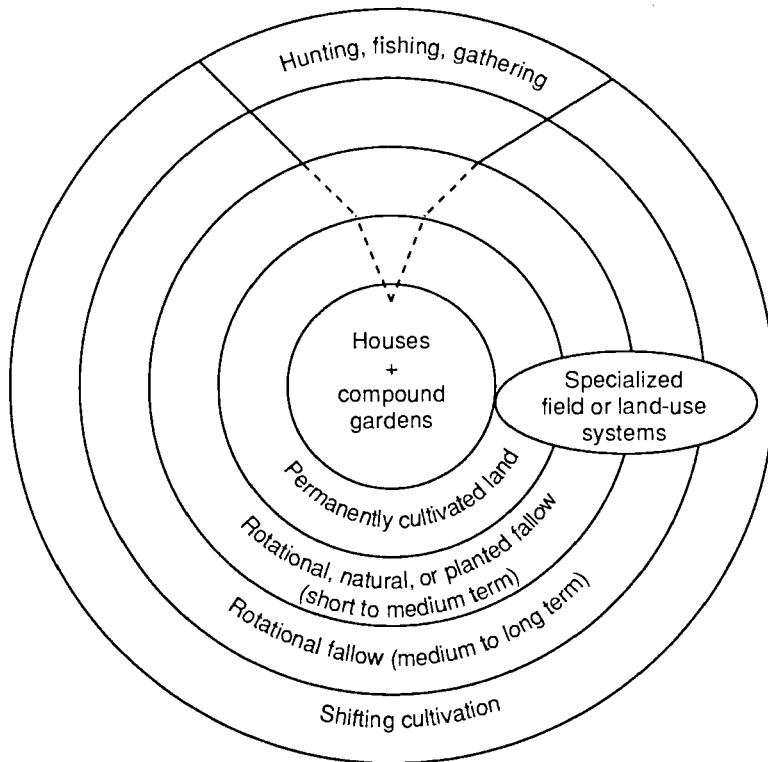 Hunting, fishing, gathering
Houses
+
compound
gardens
Specialized
field or land-use
systems
Permanently cultivated land
Rotational, natural, or planted fallow
(short to medium term)
Rotational fallow (medium to long term)
Shifting cultivation